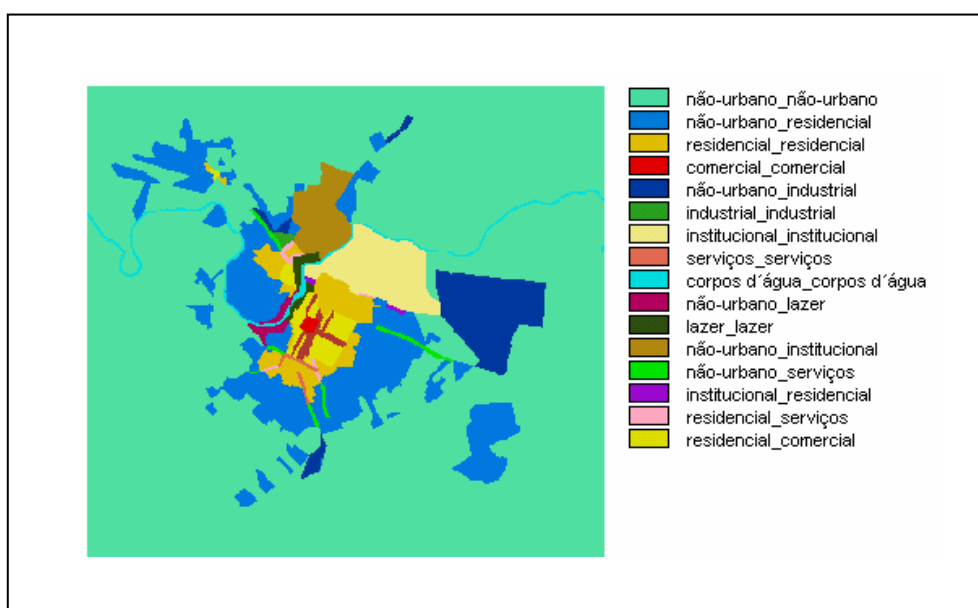 não-urbano_não-urbano
não-urbano_residencial
residencial_residencial
comercial_comercial
não-urbano_industrial
industrial_industrial
institucional_institucional
serviços_serviços
corpos d´água_corpos d´água
não-urbano_lazer
lazer_lazer
não-urbano_institucional
não-urbano_serviços
institucional_residencial
residencial_serviços
residencial_comercial